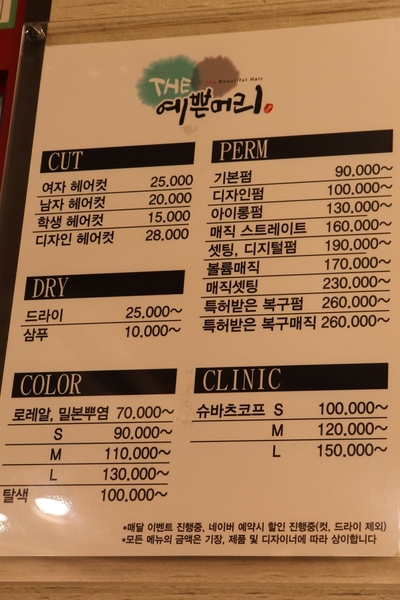 THE
Beautiful Hair
예쁜머리.
CUT
여자 헤어컷 25.000
남자 헤어컷 20.000
학생 헤어컷 15.000
디자인 헤어컷 28.000
DRY
드라이 25.000~
샴푸 10.000~
COLOR
로레알, 밀본뿌염 70.000~
S 90.000~
M 110.000~
L 130.000~
탈색 100.000~
PERM
기본펌 90.000~
디자인펌 100.000~
아이롱펌 130.000~
매직 스트레이트 160.000~
셋팅, 디지털펌 190.000~
볼륨매직 170.000~
매직셋팅 230.000~
특허받은 복구펌 260.000~
특허받은 복구매직 260.000~
CLINIC
슈바츠코프 S 100.000~
M 120.000~
L 150.000~
*매달 이벤트 진행중, 네이버 예약시 할인 진행중(컷, 드라이 제외)
*모든 메뉴의 금액은 기장, 제품 및 디자이너에 따라 상이합니다